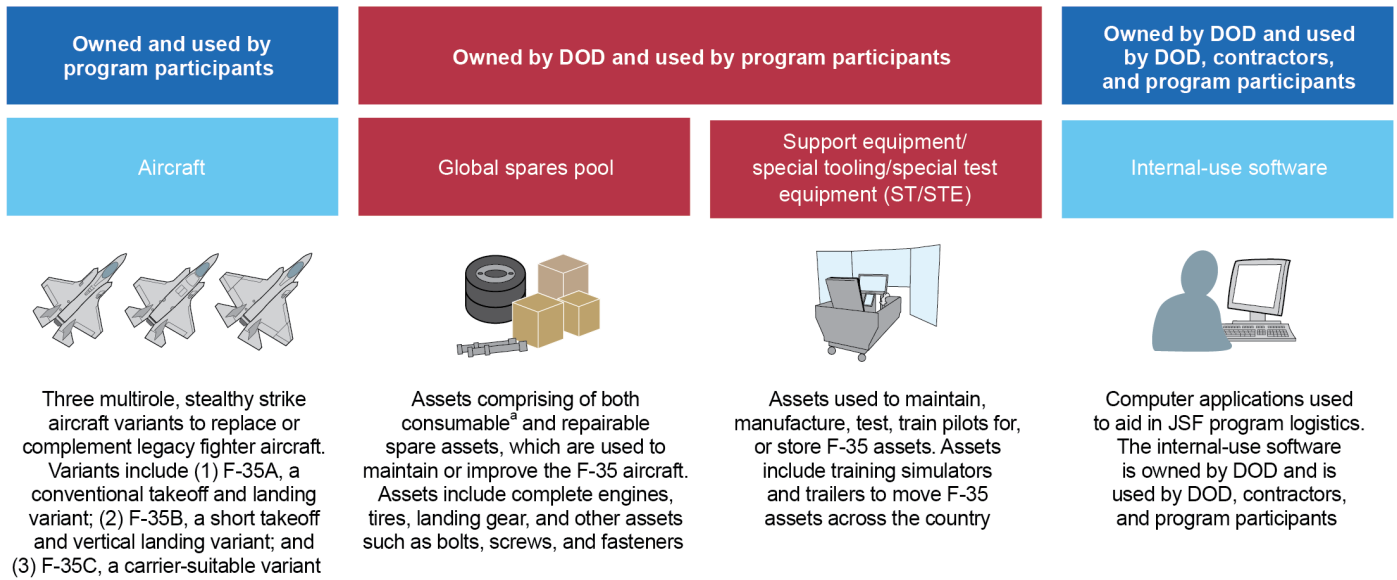 Owned and used by
program participants
Owned by DOD and used by program participants
Owned by DOD and used
by DOD, contractors,
and program participants
Aircraft
Global spares pool
Support equipment/
special tooling/special test
equipment (ST/STE)
Internal-use software
Three multirole, stealthy strike
aircraft variants to replace or
complement legacy fighter aircraft.
Variants include (1) F-35A, a
conventional takeoff and landing
variant; (2) F-35B, a short takeoff
and vertical landing variant; and
(3) F-35C, a carrier-suitable variant
Assets comprising of both
consumableᵃ and repairable
spare assets, which are used to
maintain or improve the F-35 aircraft.
Assets include complete engines,
tires, landing gear, and other assets
such as bolts, screws, and fasteners
Assets used to maintain,
manufacture, test, train pilots for,
or store F-35 assets. Assets
include training simulators
and trailers to move F-35
assets across the country
Computer applications used
to aid in JSF program logistics.
The internal-use software
is owned by DOD and is
used by DOD, contractors,
and program participants